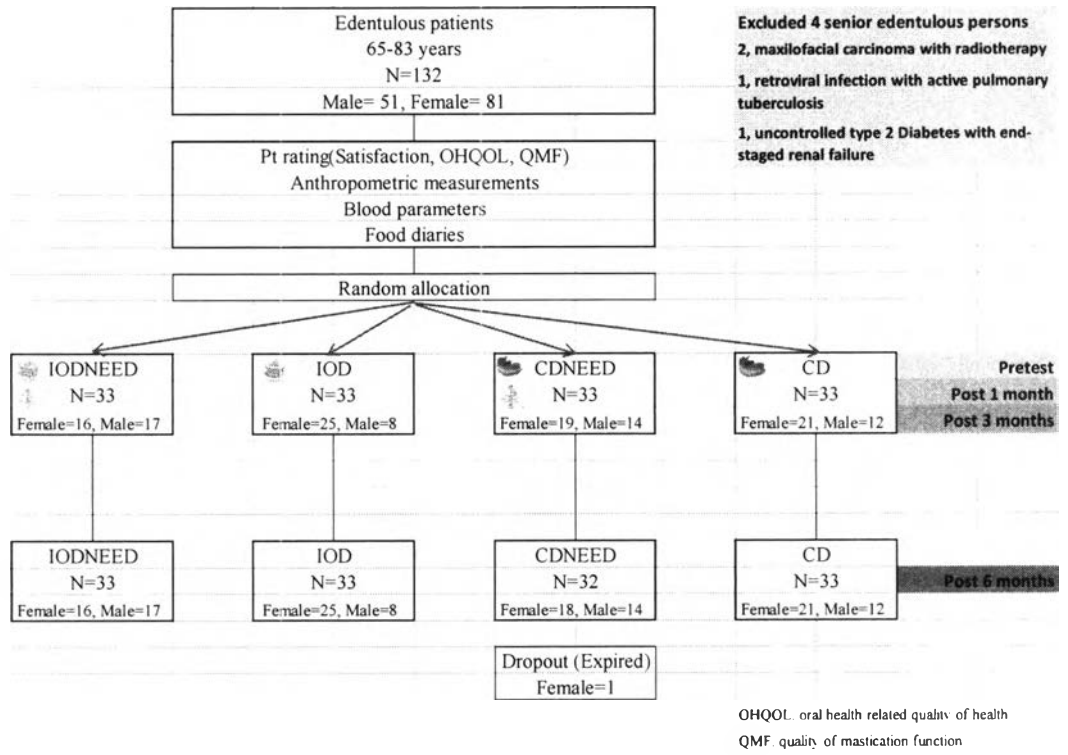 Edentulous patients
65-83 years
N=132
Male= 51, Female= 81
Excluded 4 senior edentulous persons
2, maxilofacial carcinoma with radiotherapy
1, retroviral infection with active pulmonary
tuberculosis
1, uncontrolled type 2 Diabetes with end-
staged renal failure
Pt rating(Satisfaction, OHQOL, QMF)
Anthropometric measurements
Blood parameters
Food diaries
Random allocation
IODNEED
N=33
Female=16, Male=17
IOD
N=33
Female=25, Male=8
CDNEED
N=33
Female=19, Male=14
CD
N=33
Female=21, Male=12
Pretest
Post 1 month
Post 3 months
IODNEED
N=33
Female=16, Male=17
IOD
N=33
Female=25, Male=8
CDNEED
N=32
Female=18, Male=14
CD
N=33
Female=21, Male=12
Post 6 months
Dropout (Expired)
Female=1
OHQOL. oral health related quality of health
QMF. quality of mastication function